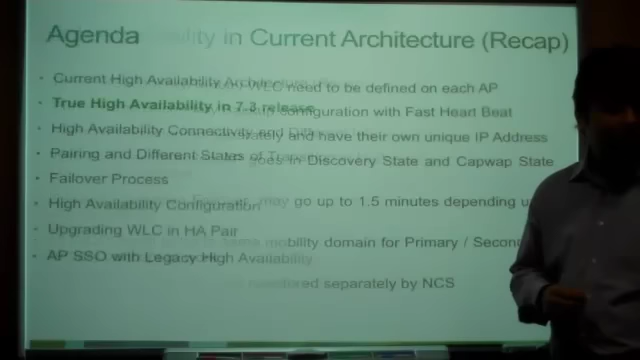 Agenda
in Current Architecture (Recap)
Current High Availability
WLC need to be defined on each AP
True High Availability in 7.3 release
configuration with Fast Heart Beat
High Availability Connectivity and
and have their own unique IP Address
Pairing and Different States of
goes in Discovery State and Capwap State
Failover Process
may go up to 1.5 minutes depending
High Availability Configuration
Upgrading WLC in HA Pair
mobility domain for Primary /
AP SSO with Legacy High Availability
separately by NCS